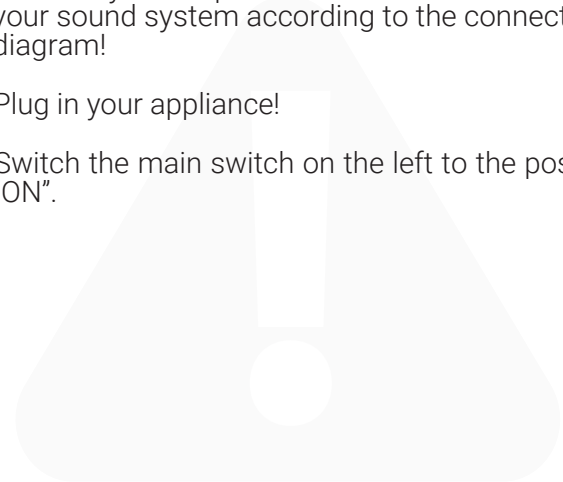 your sound system according to the connect
diagram!
Plug in your appliance!
Switch the main switch on the left to the pos
ON”.